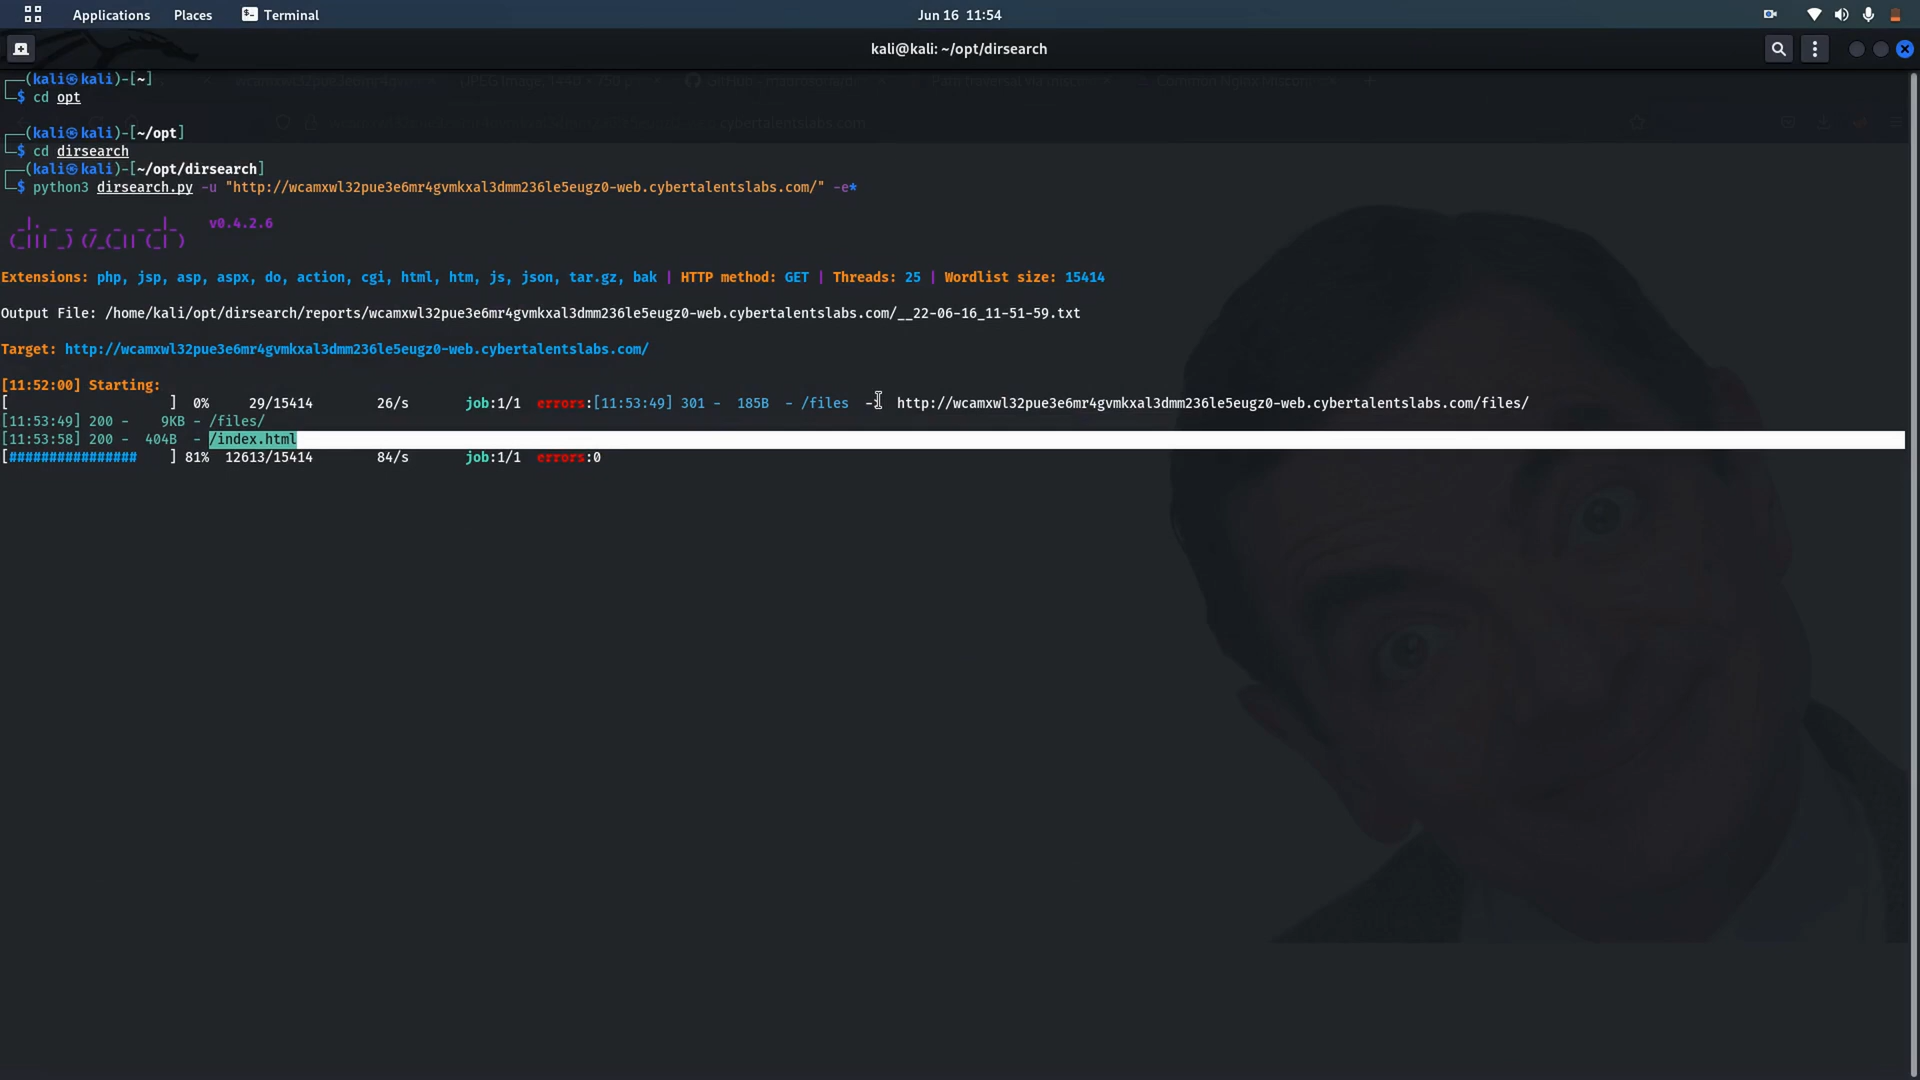 Applications Places Terminal Jun 16 11:54
kali@kali: ~/opt/dirsearch
┌──(kali㉿kali)-[~]
└─$ cd opt
┌──(kali㉿kali)-[~/opt]
└─$ cd dirsearch
┌──(kali㉿kali)-[~/opt/dirsearch]
└─$ python3 dirsearch.py -u "http://wcamxwl32pue3e6mr4gvmkxal3dmm236le5eugz0-web.cybertalentslabs.com/" -e*
_|. _ _  _  _  _ _|_    v0.4.2.6
(_||| _) (/_(_|| (_| )
Extensions: php, jsp, asp, aspx, do, action, cgi, html, htm, js, json, tar.gz, bak | HTTP method: GET | Threads: 25 | Wordlist size: 15414
Output File: /home/kali/opt/dirsearch/reports/wcamxwl32pue3e6mr4gvmkxal3dmm236le5eugz0-web.cybertalentslabs.com/__22-06-16_11-51-59.txt
Target: http://wcamxwl32pue3e6mr4gvmkxal3dmm236le5eugz0-web.cybertalentslabs.com/
[11:52:00] Starting:
[ ] 0% 29/15414 26/s job:1/1 errors:[11:53:49] 301 - 185B - /files - http://wcamxwl32pue3e6mr4gvmkxal3dmm236le5eugz0-web.cybertalentslabs.com/files/
[11:53:49] 200 - 9KB - /files/
[11:53:58] 200 - 404B - /index.html
[################ ] 81% 12613/15414 84/s job:1/1 errors:0